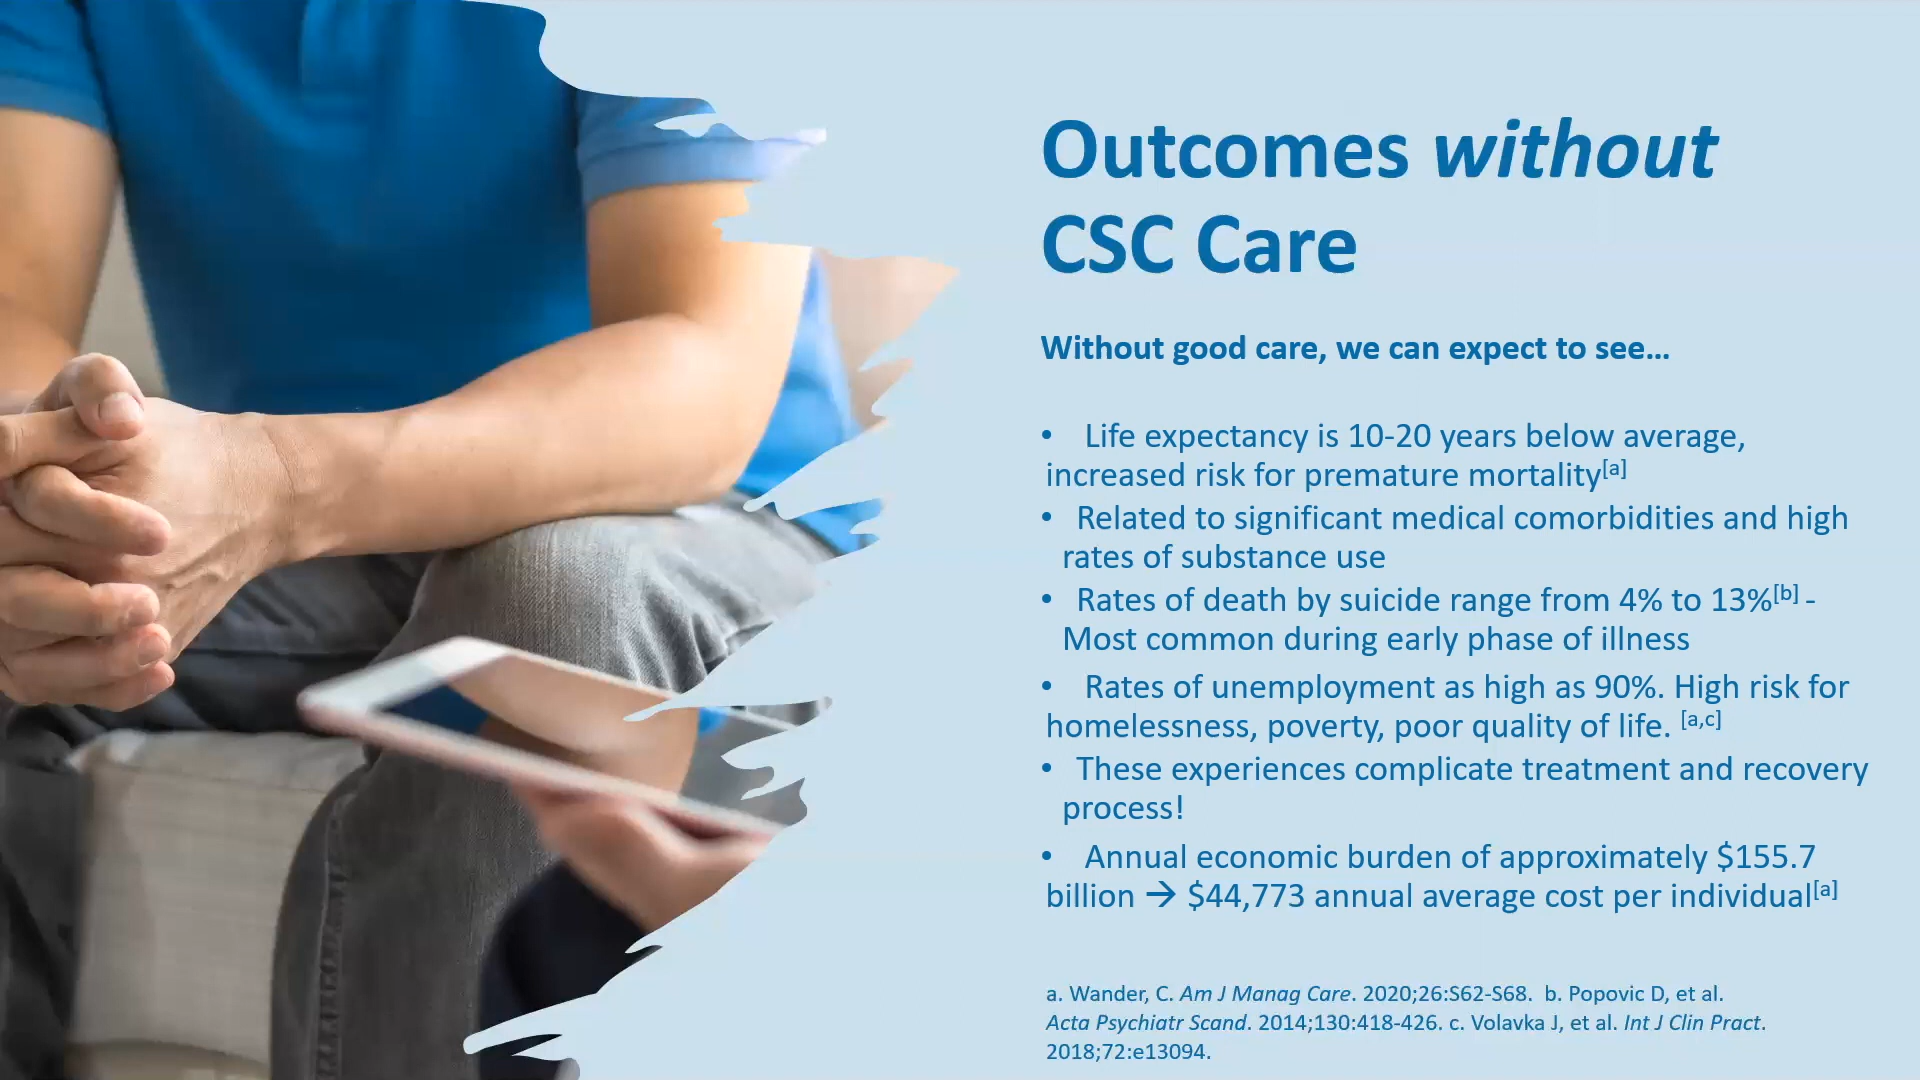 Outcomes without
CSC Care
Without good care, we can expect to see...
• Life expectancy is 10-20 years below average,
increased risk for premature mortality[a]
• Related to significant medical comorbidities and high
rates of substance use
• Rates of death by suicide range from 4% to 13%[b] -
Most common during early phase of illness
• Rates of unemployment as high as 90%. High risk for
homelessness, poverty, poor quality of life. [a,c]
• These experiences complicate treatment and recovery
process!
• Annual economic burden of approximately $155.7
billion → $44,773 annual average cost per individual[a]
a. Wander, C. Am J Manag Care. 2020;26:S62-S68. b. Popovic D, et al.
Acta Psychiatr Scand. 2014;130:418-426. c. Volavka J, et al. Int J Clin Pract.
2018;72:e13094.